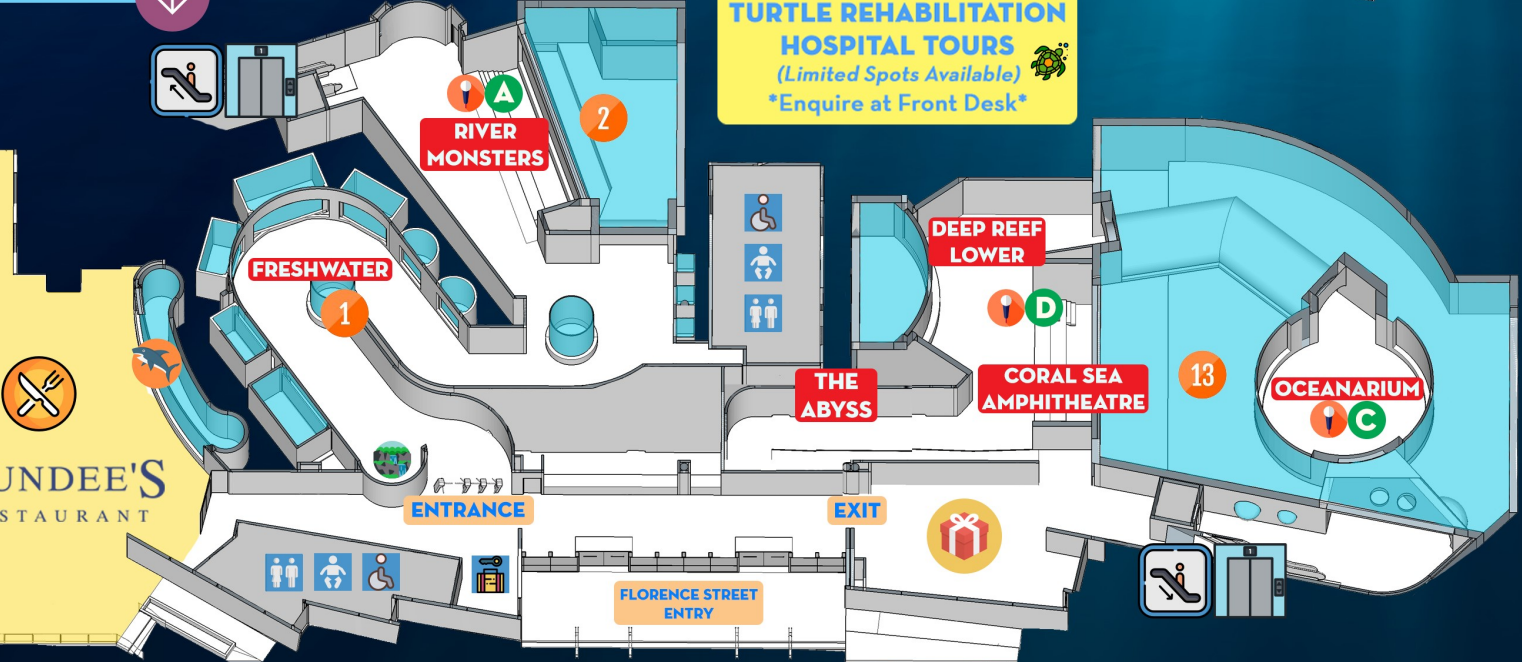 TURTLE REHABILITATION
HOSPITAL TOURS
(Limited Spots Available)
*Enquire at Front Desk*
1
A
2
RIVER
MONSTERS
DEEP REEF
LOWER
FRESHWATER
1
D
THE
ABYSS
CORAL SEA
AMPHITHEATRE
13
OCEANARIUM
C
UNDEE'S
STAURANT
ENTRANCE
EXIT
1
FLORENCE STREET
ENTRY